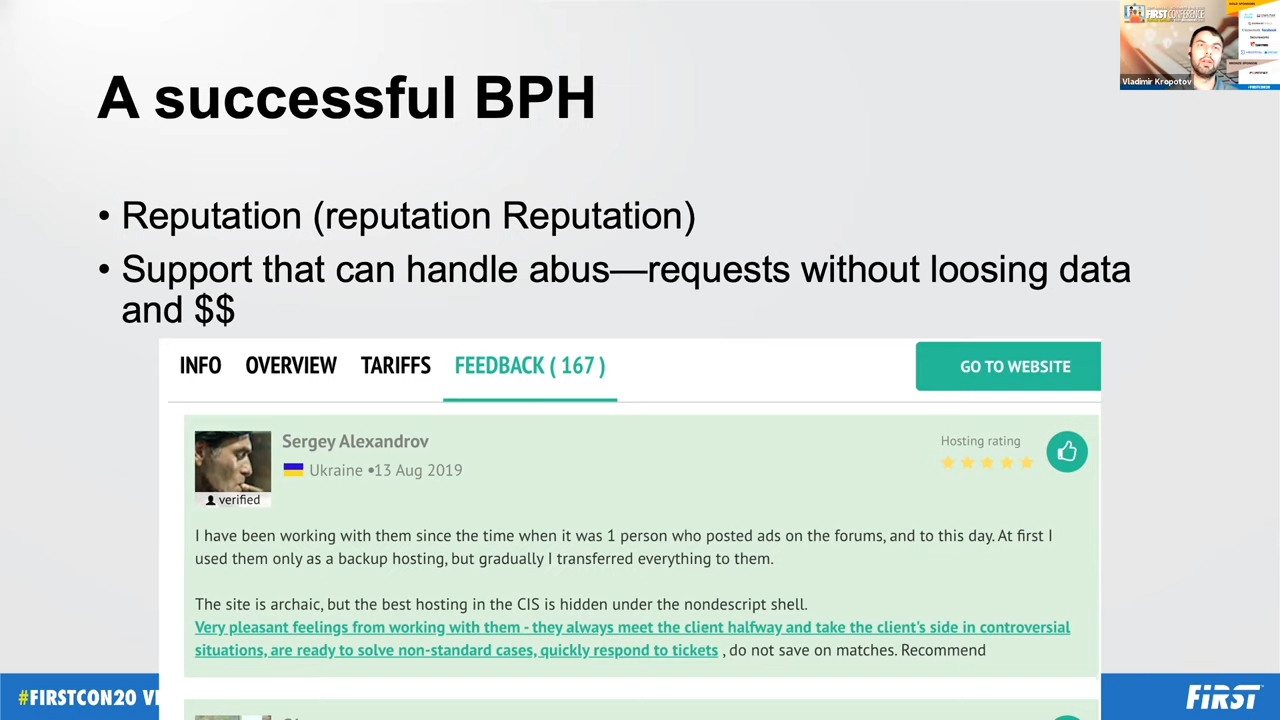 FIRSTCONFERENCE
Vladimir Kropotov
A successful BPH
• Reputation (reputation Reputation)
• Support that can handle abus—requests without loosing data
and $$
INFO OVERVIEW TARIFFS FEEDBACK ( 167 ) GO TO WEBSITE
Sergey Alexandrov
Ukraine •13 Aug 2019
verified
Hosting rating
I have been working with them since the time when it was 1 person who posted ads on the forums, and to this day. At first I
used them only as a backup hosting, but gradually I transferred everything to them.
The site is archaic, but the best hosting in the CIS is hidden under the nondescript shell.
Very pleasant feelings from working with them - they always meet the client halfway and take the client's side in controversial
situations, are ready to solve non-standard cases, quickly respond to tickets , do not save on matches. Recommend
#FIRSTCON20 FIRST